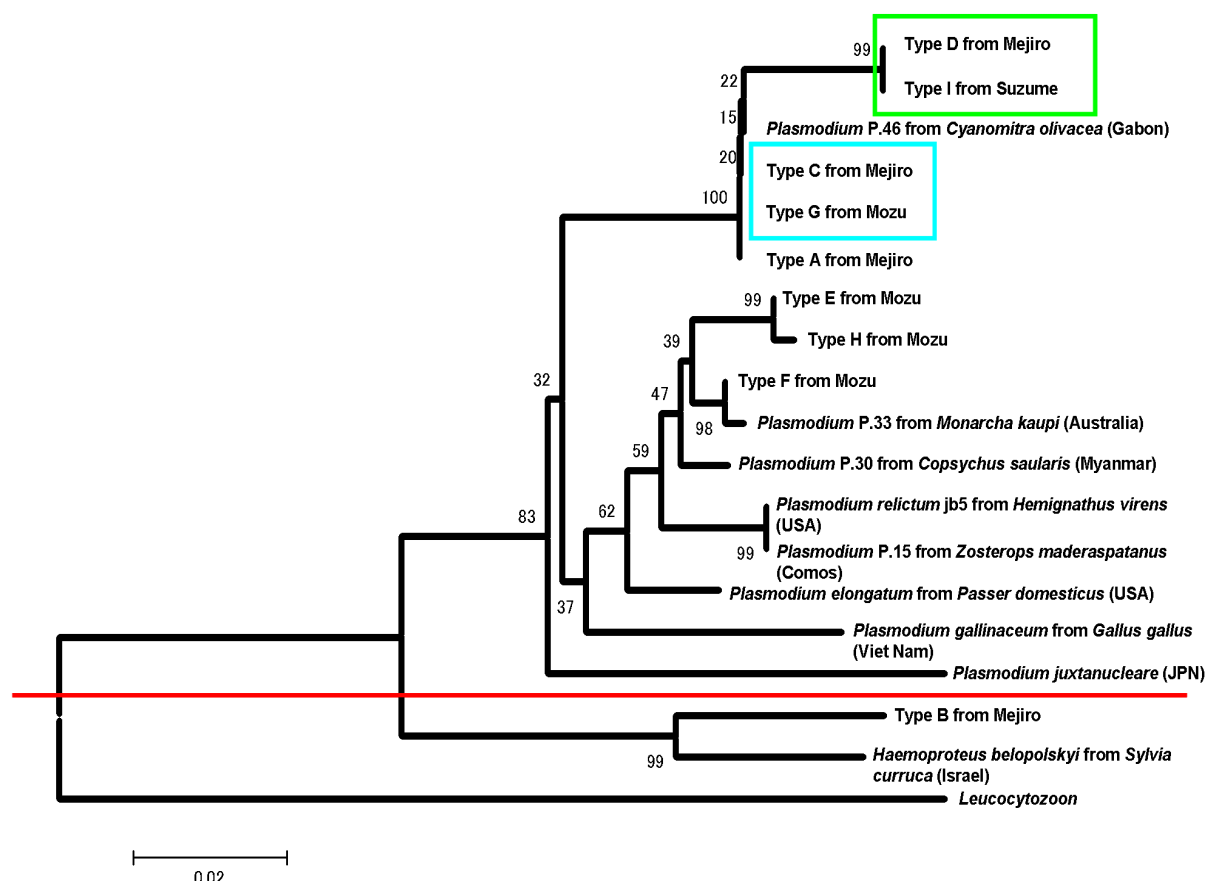 99
Type D from Mejiro
22
Type I from Suzume
15
Plasmodium P.46 from Cyanomitra olivacea (Gabon)
20
Type C from Mejiro
100
Type G from Mozu
Type A from Mejiro
99
Type E from Mozu
39
Type H from Mozu
32
Type F from Mozu
47
98
Plasmodium P.33 from Monarcha kaupi (Australia)
59
Plasmodium P.30 from Copsychus saularis (Myanmar)
83
62
Plasmodium relictum jb5 from Hemignathus virens
(USA)
99
Plasmodium P.15 from Zosterops maderaspatanus
(Comos)
Plasmodium elongatum from Passer domesticus (USA)
37
Plasmodium gallinaceum from Gallus gallus
(Viet Nam)
Plasmodium juxtanucleare (JPN)
Type B from Mejiro
99
Haemoproteus belopolskyi from Sylvia
curruca (Israel)
Leucocytozoon
0.02